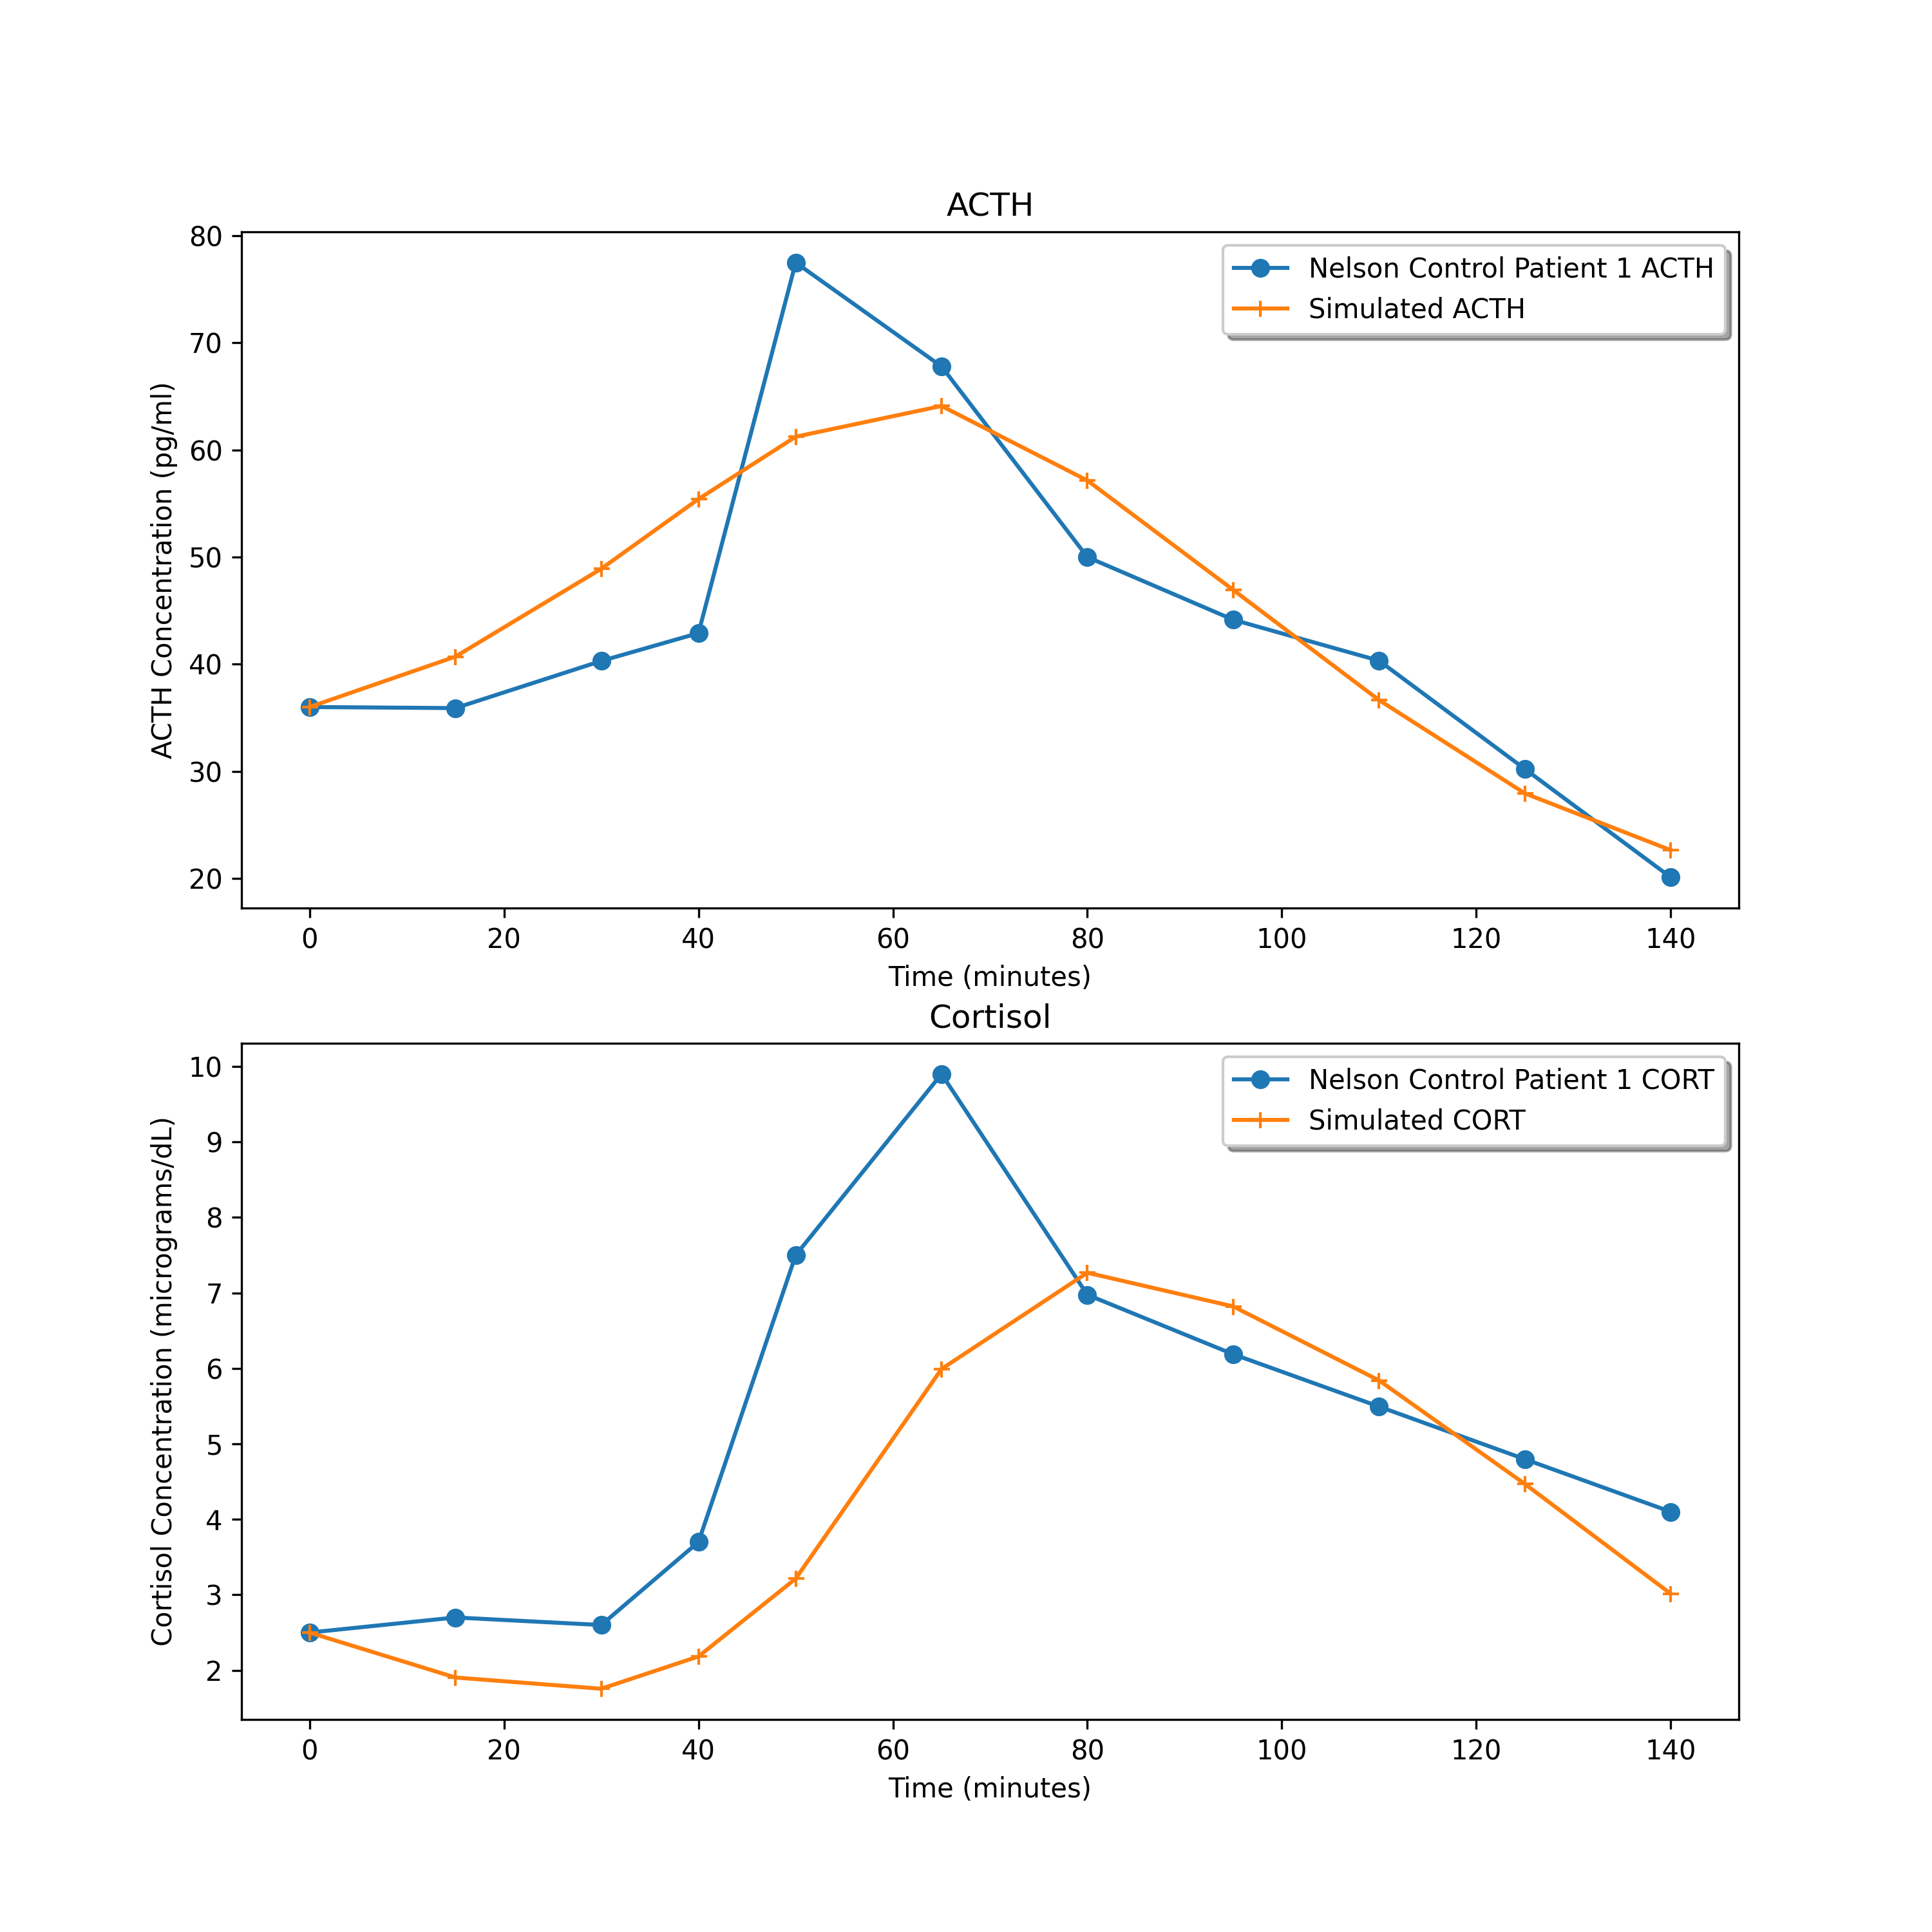 ACTH
80
70
60
50
40
30
20
ACTH Concentration (pg/ml)
Nelson Control Patient 1 ACTH
Simulated ACTH
0 20 40 60 80 100 120 140
Time (minutes)
Cortisol
10
9
8
7
6
5
4
3
2
Cortisol Concentration (micrograms/dL)
Nelson Control Patient 1 CORT
Simulated CORT
0 20 40 60 80 100 120 140
Time (minutes)